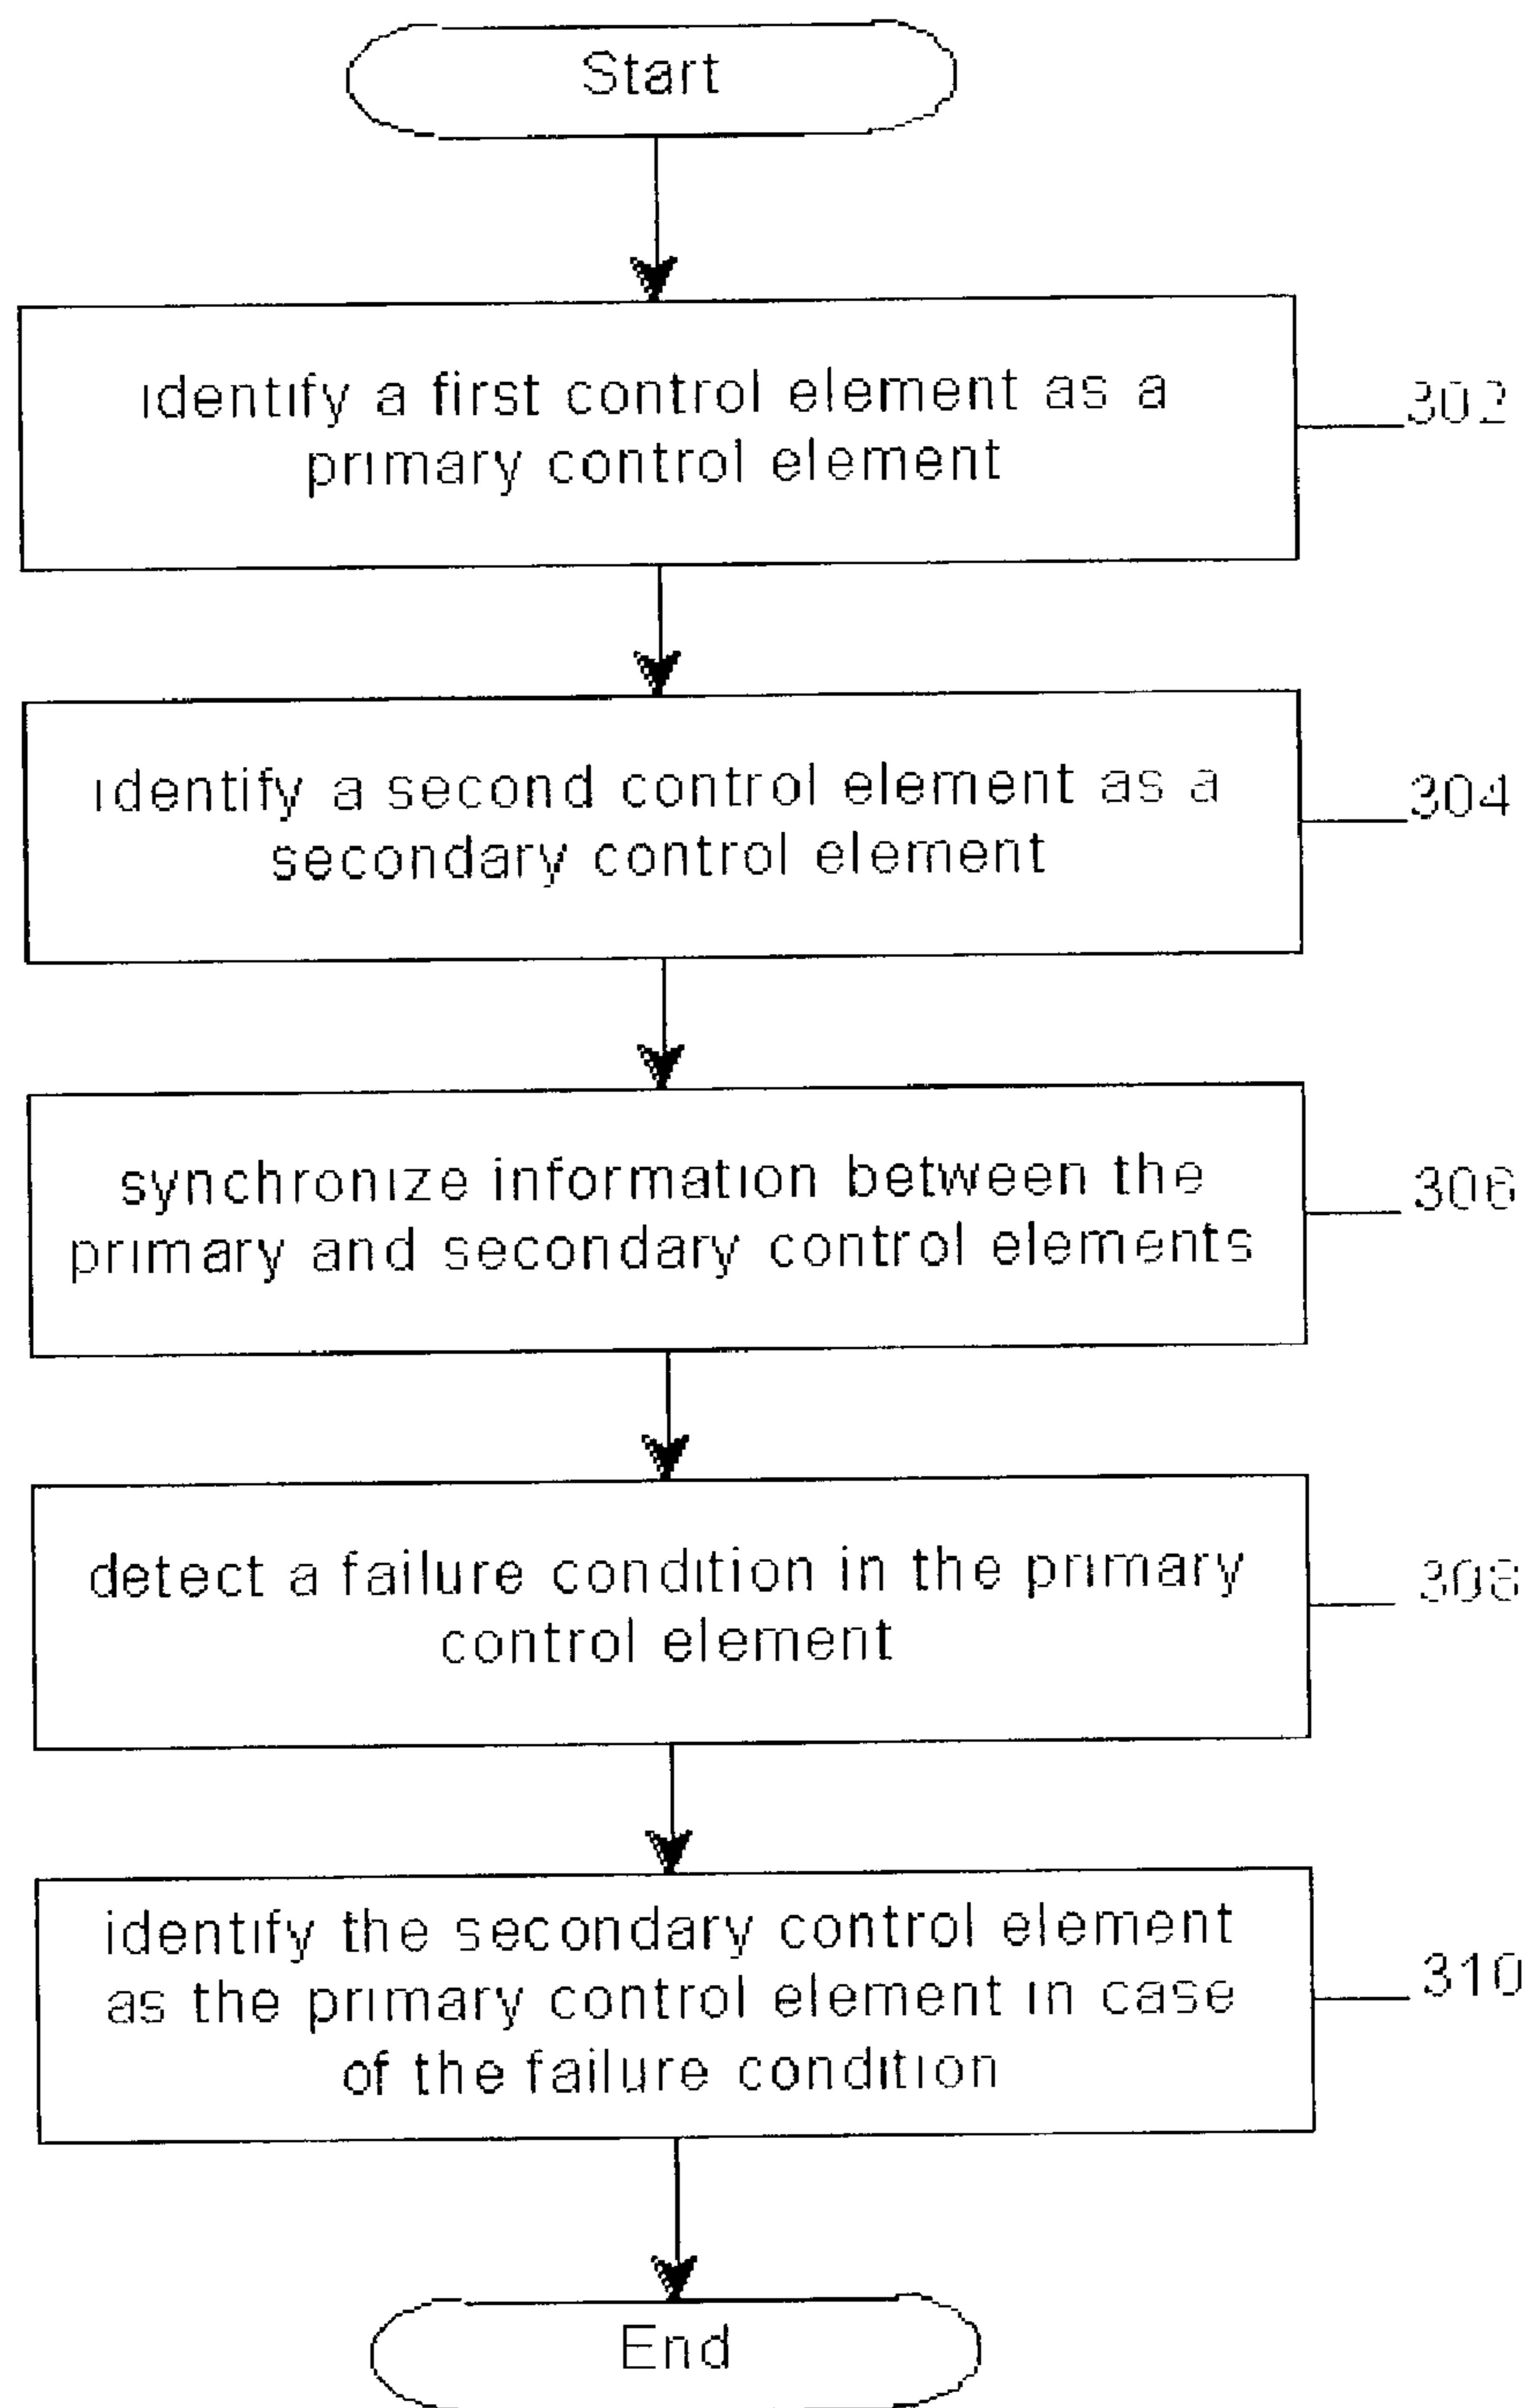 Start
identify a first control element as a
primary control element
302
identify a second control element as a
secondary control element
304
synchronize information between the
primary and secondary control elements
306
detect a failure condition in the primary
control element
308
identify the secondary control element
as the primary control element in case
of the failure condition
310
End